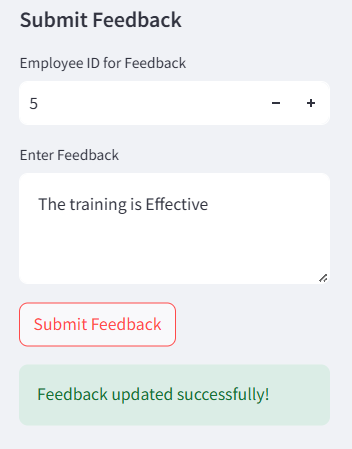 Submit Feedback
Employee ID for Feedback
5
Enter Feedback
The training is Effective
Submit Feedback
Feedback updated successfully!